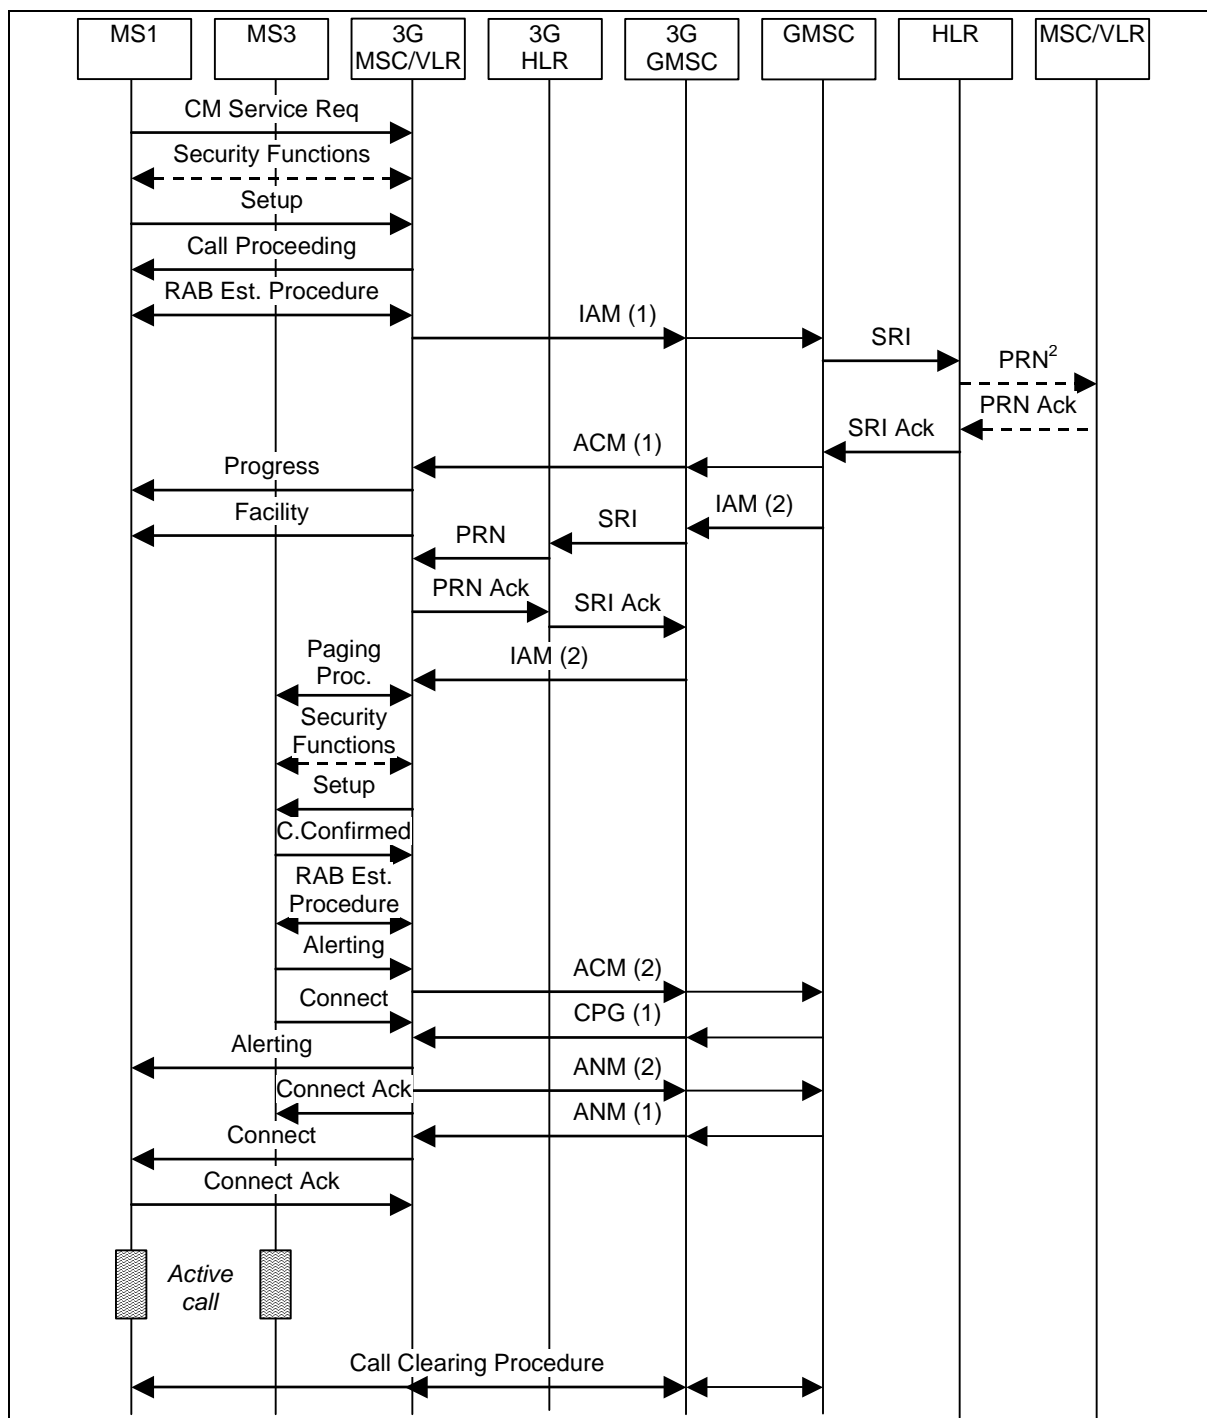 MS1 MS3 3G 3G 3G GMSC HLR MSC/VLR
MSC/VLR HLR GMSC
CM Service Req
Security Functions
Setup
Call Proceeding
RAB Est. Procedure
IAM (1)
SRI
PRN2
PRN Ack
SRI Ack
ACM (1)
Progress
IAM (2)
Facility
SRI
PRN
PRN Ack
SRI Ack
Paging
Proc.
IAM (2)
Security
Functions
Setup
C.Confirmed
RAB Est.
Procedure
Alerting
ACM (2)
Connect
CPG (1)
Alerting
ANM (2)
Connect Ack
ANM (1)
Connect
Connect Ack
Active
call
Call Clearing Procedure